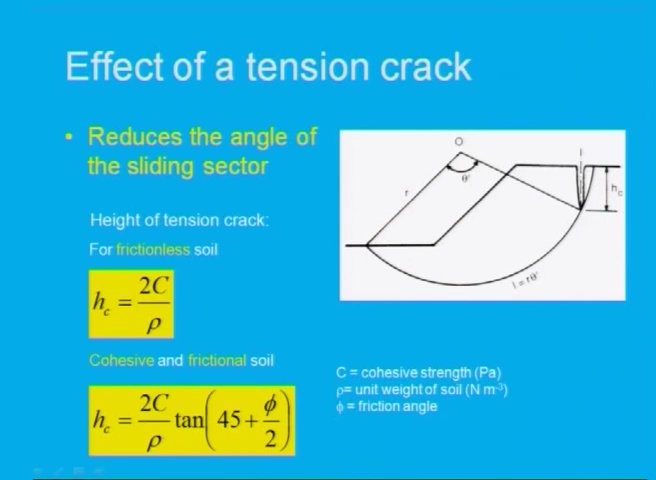 Effect of a tension crack
• Reduces the angle of
the sliding sector
Height of tension crack:
For frictionless soil
h_c = 2C / ρ
Cohesive and frictional soil
h_c = 2C / ρ tan(45 + ϕ / 2)
O
θ'
r
h_c
l = rθ'
C = cohesive strength (Pa)
ρ= unit weight of soil (N m⁻³)
ϕ = friction angle